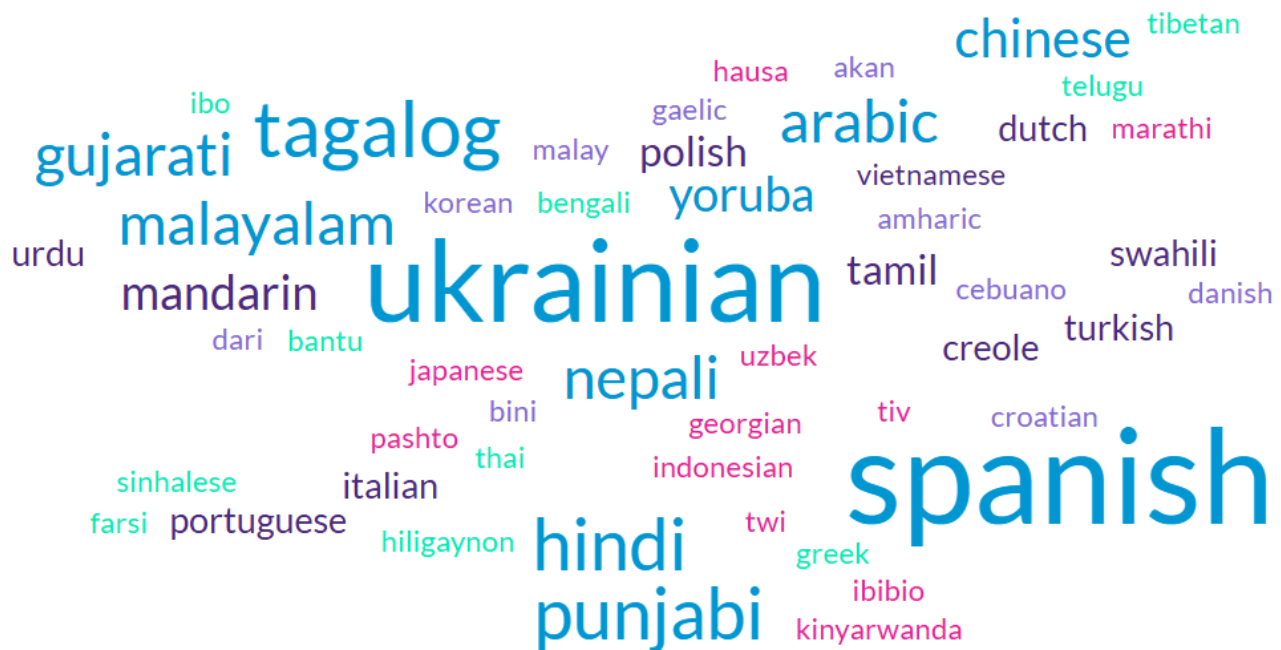 chinese
tibetan
hausa
akan
telugu
ibo
tagalog
gaelic
arabic
dutch
marathi
gujarati
malay
polish
vietnamese
korean
bengali
yoruba
malayalam
amharic
urdu
ukrainian
tamil
swahili
mandarin
cebuano
danish
dari
bantu
creole
turkish
japanese
nepali
uzbek
bini
georgian
tiv
croatian
pashto
thai
indonesian
spanish
sinhalese
italian
farsi
portuguese
hiligaynon
hindi
twi
greek
punjabi
ibibio
kinyarwanda